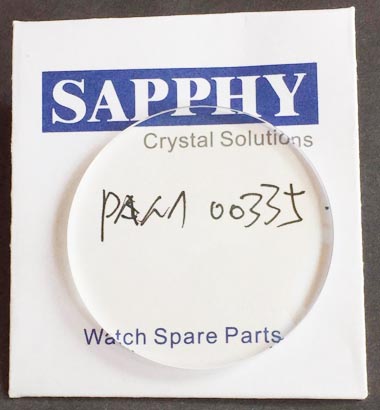 SAPPHY
Crystal Solutions
PAM 00335
Watch Spare Parts